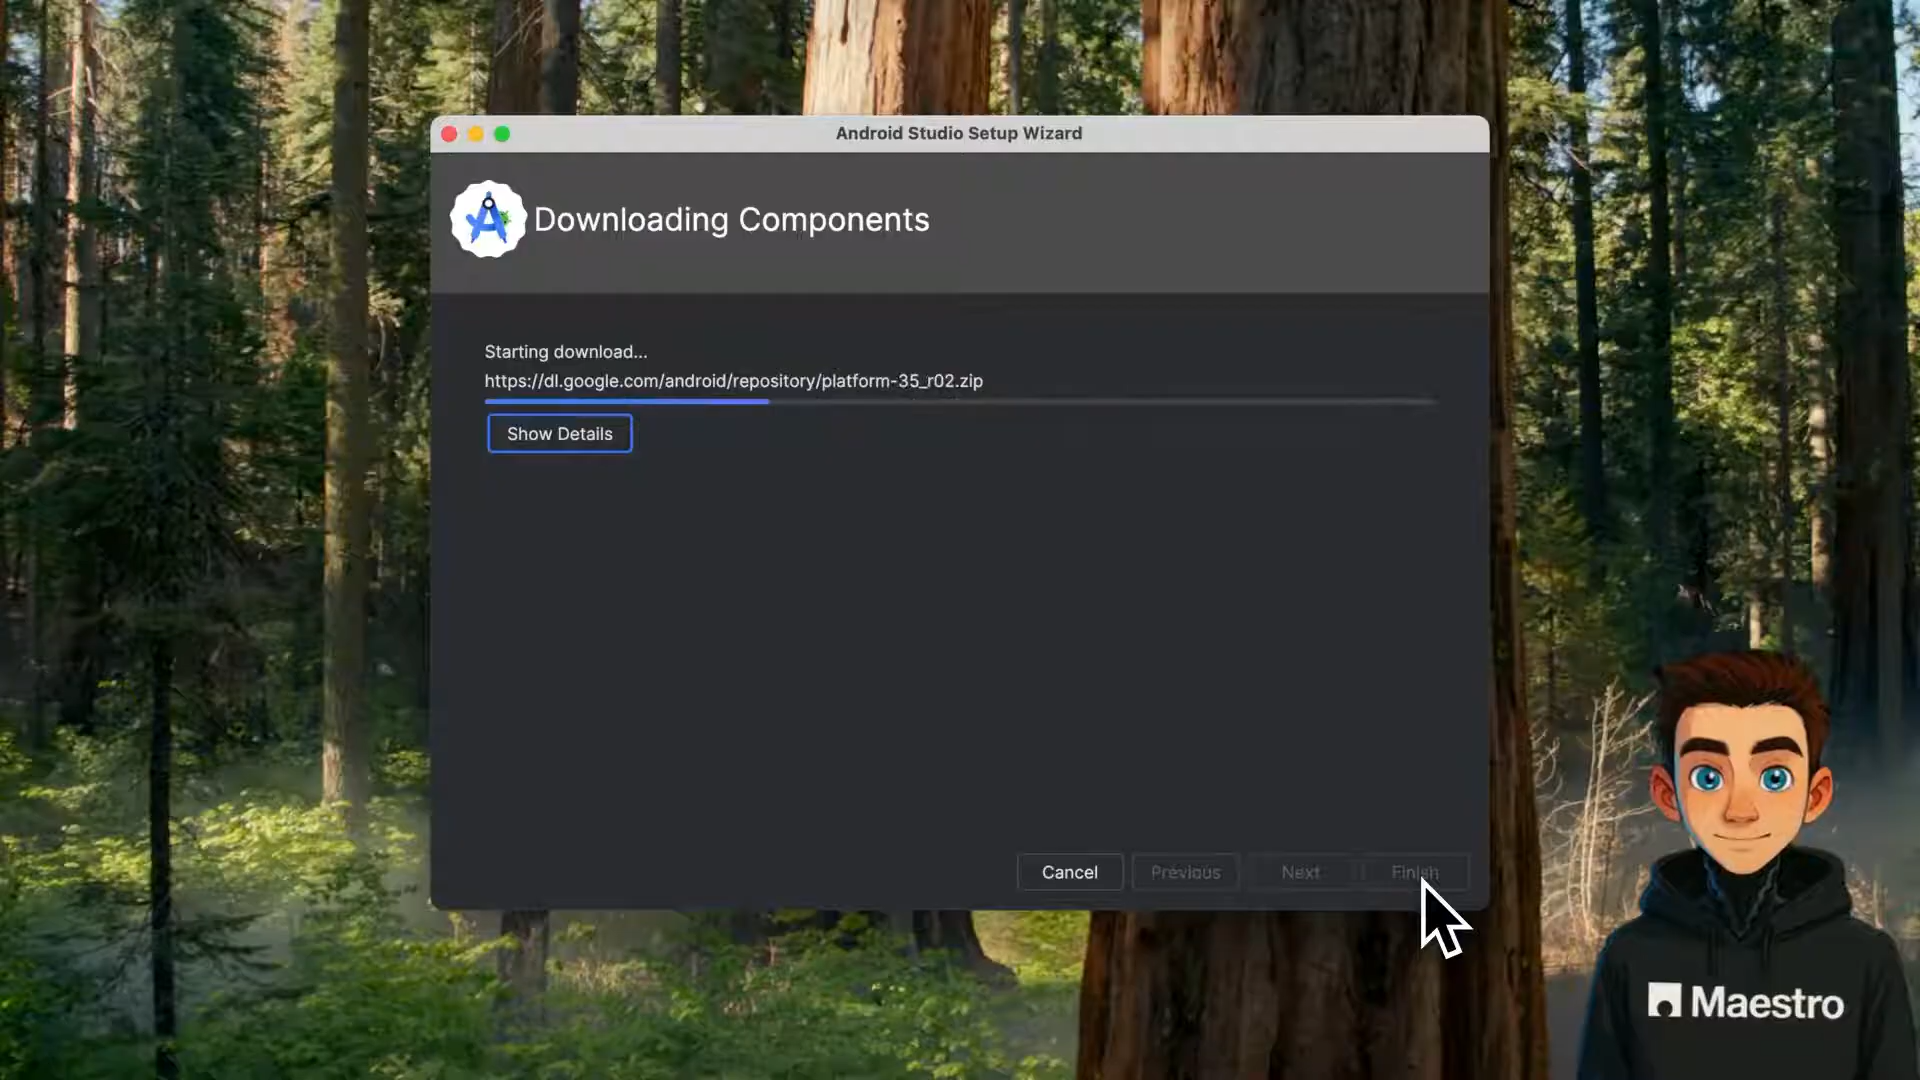 Android Studio Setup Wizard
Downloading Components
Starting download...
https://dl.google.com/android/repository/platform-35_r02.zip
Show Details
Cancel
Previous
Next
Finish
Maestro